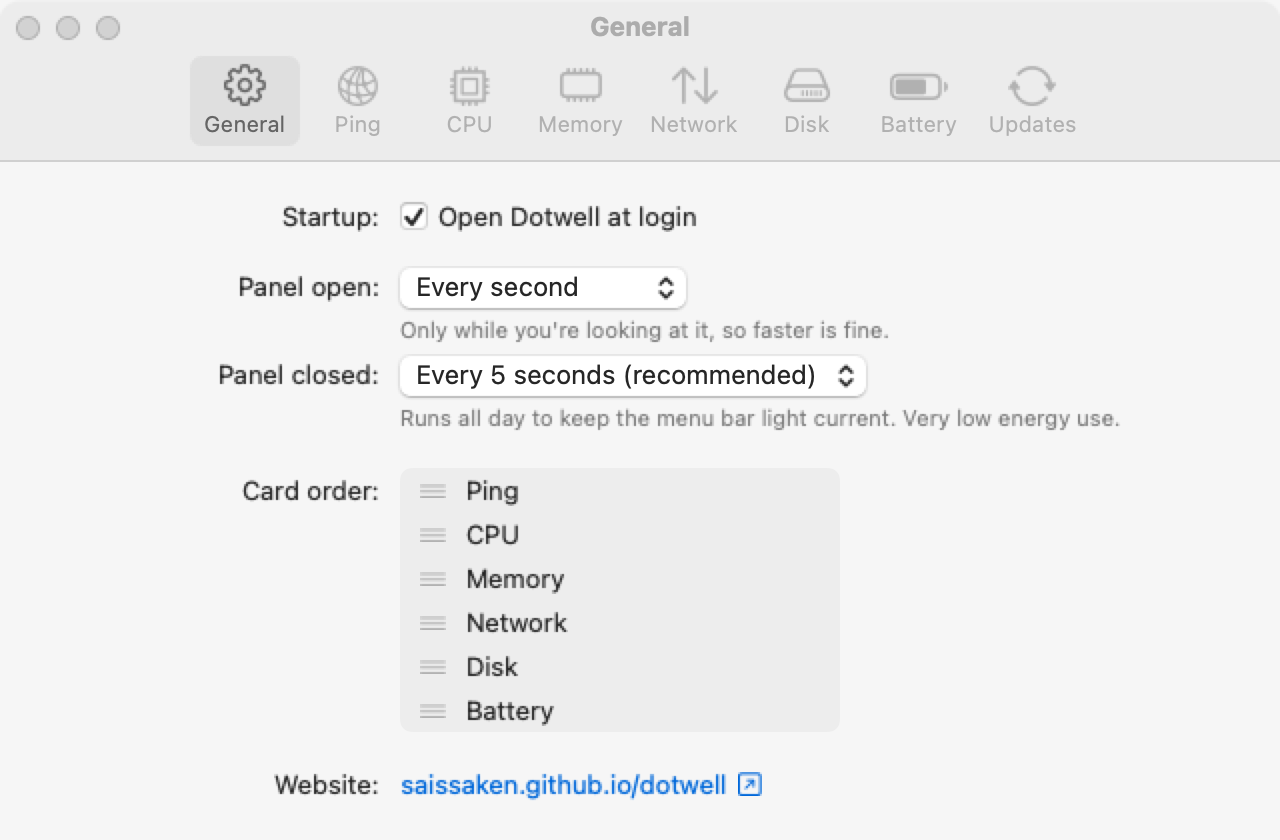 General
General
Ping
CPU
Memory
Network
Disk
Battery
Updates
Startup: Open Dotwell at login
Panel open: Every second
Only while you're looking at it, so faster is fine.
Panel closed: Every 5 seconds (recommended)
Runs all day to keep the menu bar light current. Very low energy use.
Card order: Ping
CPU
Memory
Network
Disk
Battery
Website: saissaken.github.io/dotwell